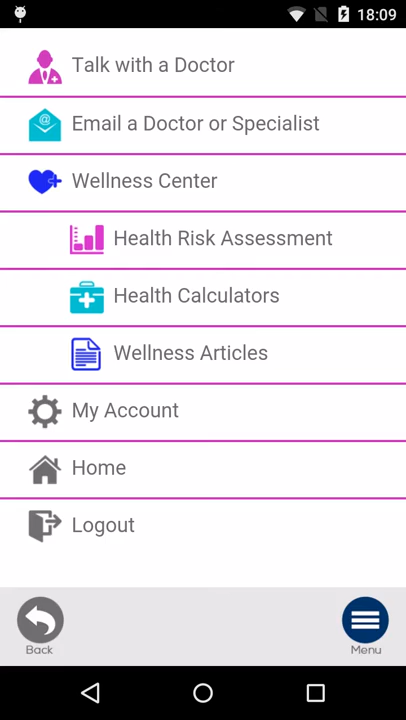 18:09
Talk with a Doctor
@
Email a Doctor or Specialist
Wellness Center
Health Risk Assessment
Health Calculators
Wellness Articles
My Account
Home
Logout
Back
Menu